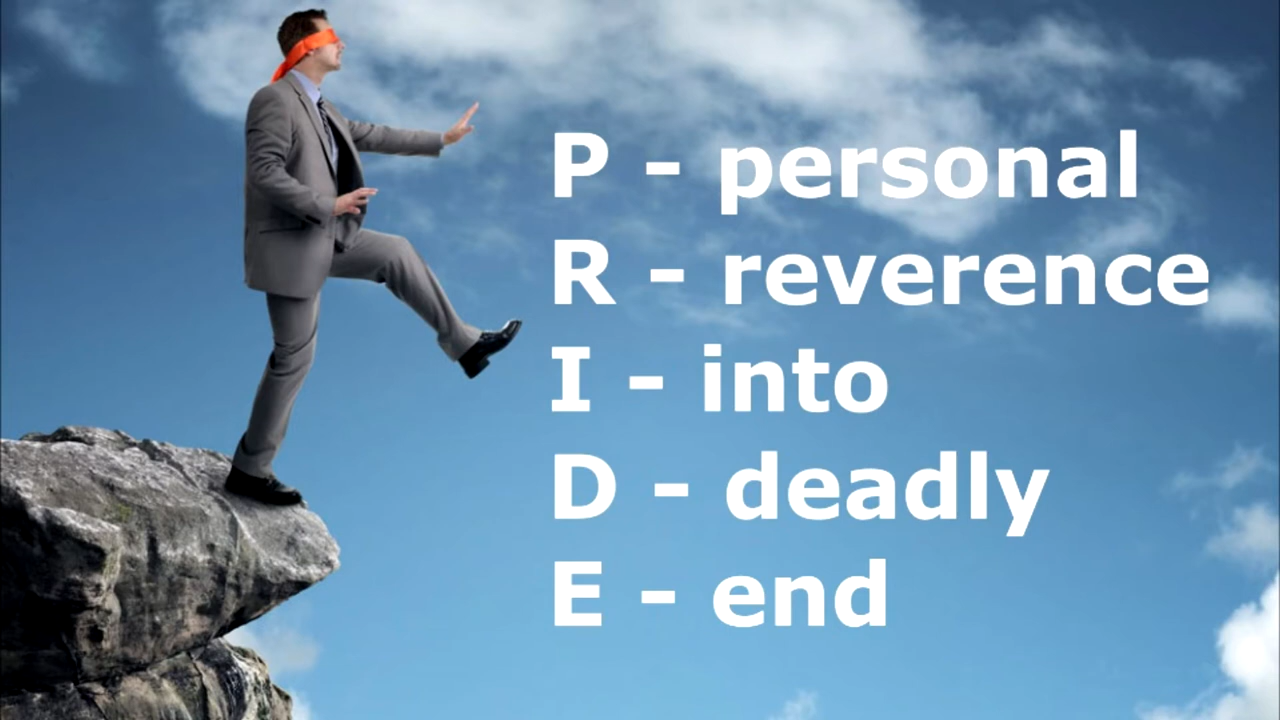 P - personal
R - reverence
I - into
D - deadly
E - end